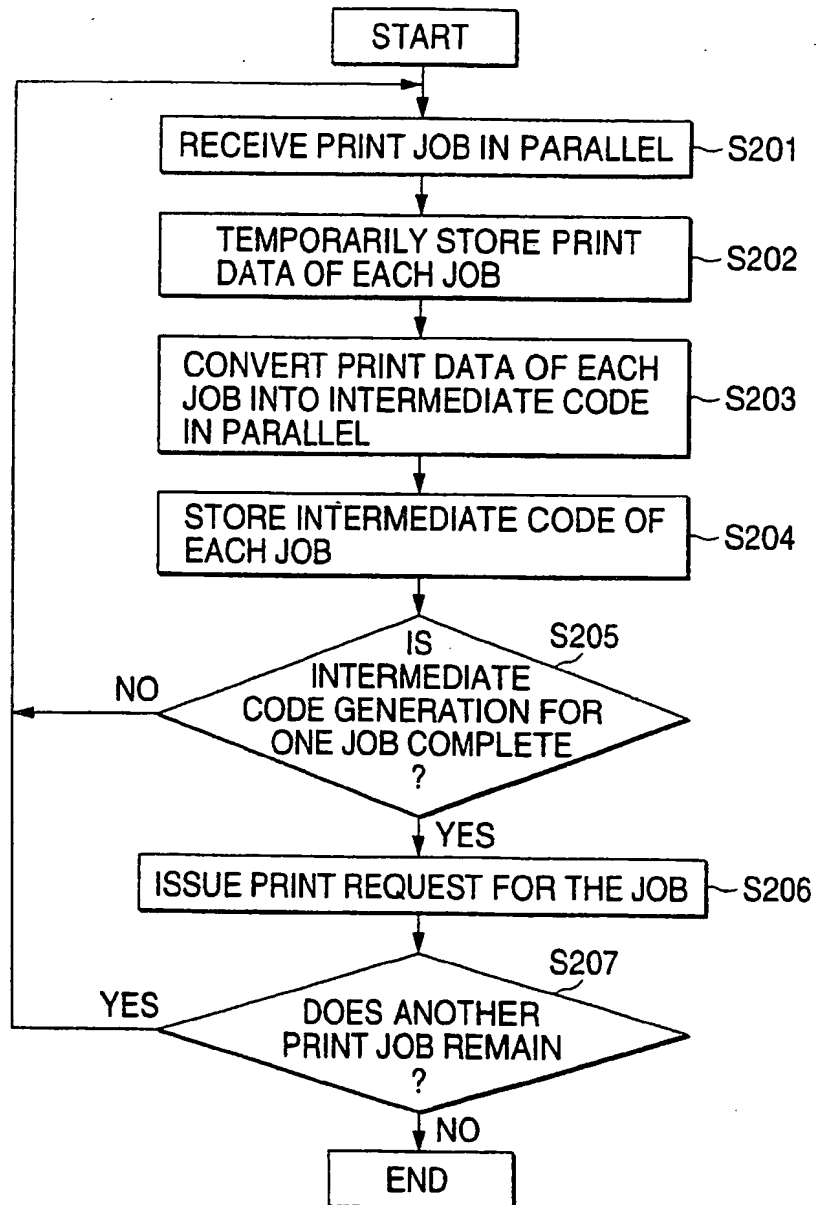 START
RECEIVE PRINT JOB IN PARALLEL
S201
TEMPORARILY STORE PRINT
DATA OF EACH JOB
S202
CONVERT PRINT DATA OF EACH
JOB INTO INTERMEDIATE CODE
IN PARALLEL
S203
STORE INTERMEDIATE CODE OF
EACH JOB
S204
S205
IS
INTERMEDIATE
CODE GENERATION FOR
ONE JOB COMPLETE
?
NO
YES
ISSUE PRINT REQUEST FOR THE JOB
S206
S207
YES
DOES ANOTHER
PRINT JOB REMAIN
?
NO
END